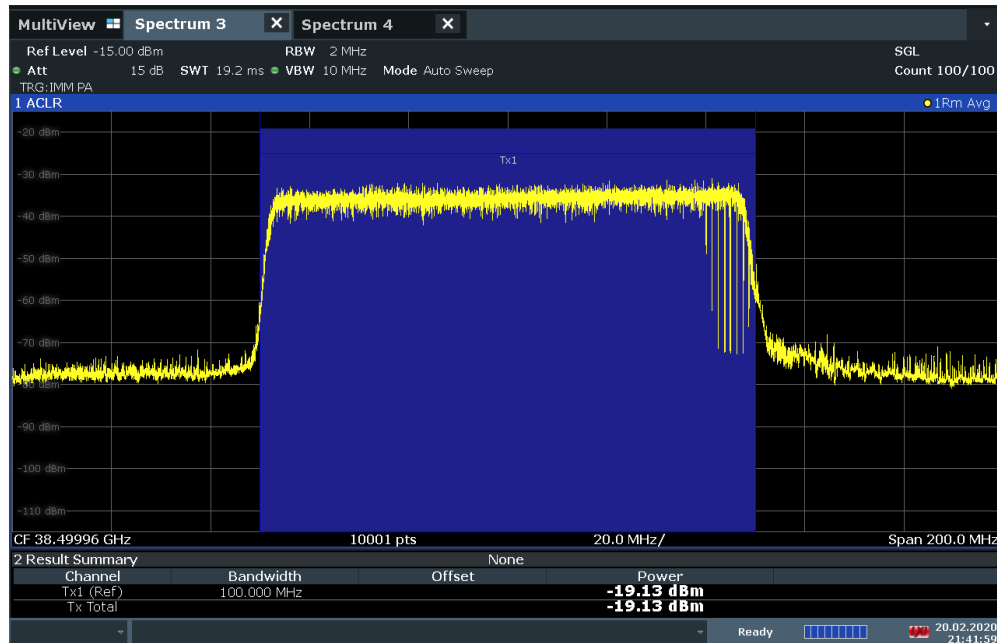 MultiView Spectrum 3 X Spectrum 4 X
Ref Level -15.00 dBm RBW 2 MHz SGL
Att 15 dB SWT 19.2 ms VBW 10 MHz Mode Auto Sweep Count 100/100
TRG:IMM PA
1 ACLR 1Rm Avg
-20 dBm
Tx1
-30 dBm
-40 dBm
-50 dBm
-60 dBm
-70 dBm
-80 dBm
-90 dBm
-100 dBm
-110 dBm
CF 38.49996 GHz 10001 pts 20.0 MHz/ Span 200.0 MHz
2 Result Summary None
Channel Bandwidth Offset Power
Tx1 (Ref) 100.000 MHz -19.13 dBm
Tx Total -19.13 dBm
Ready 20.02.2020
21:41:59